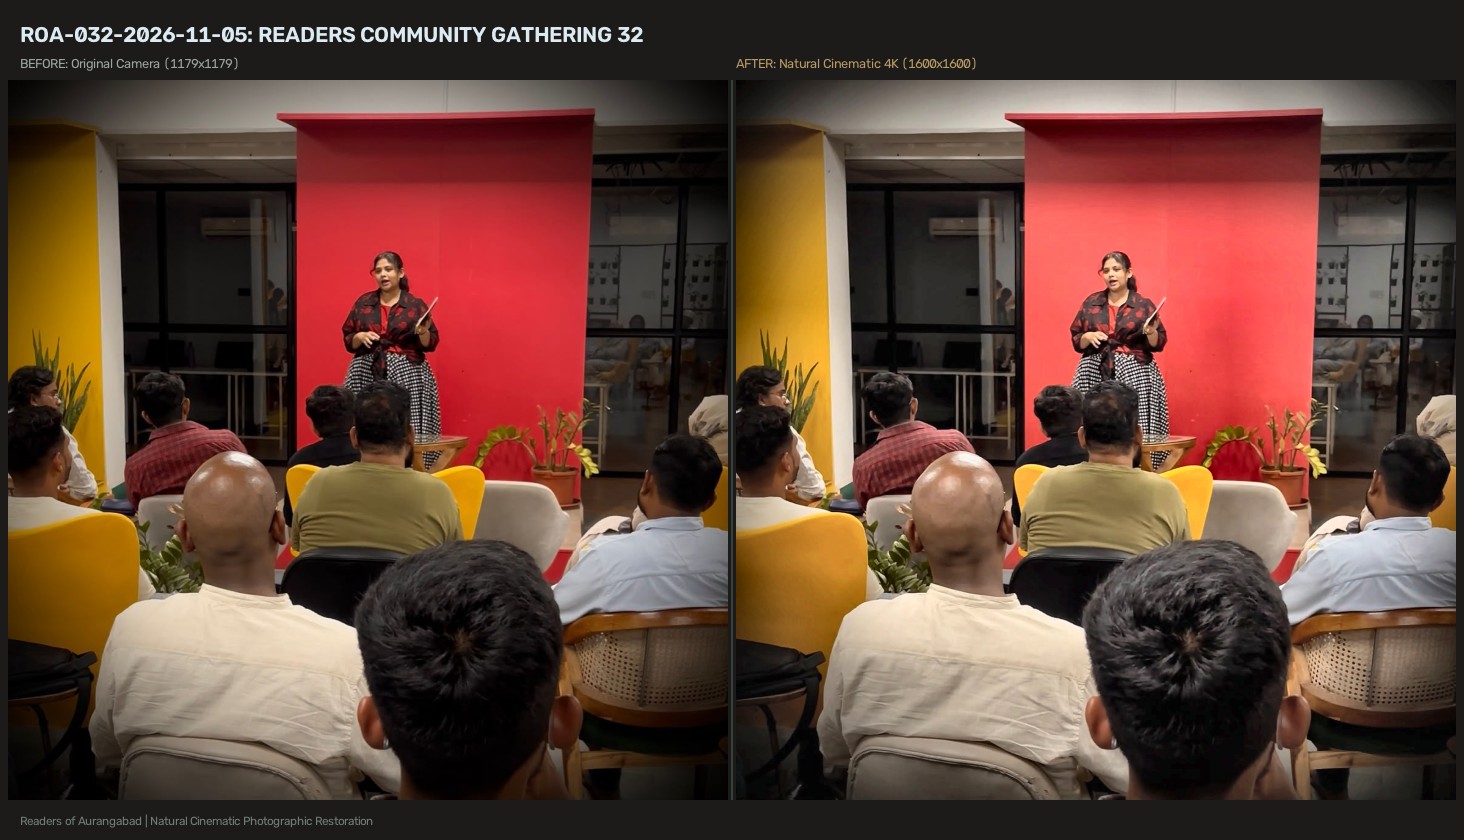 ROA-032-2026-11-05: READERS COMMUNITY GATHERING 32
BEFORE: Original Camera (1179x1179)
AFTER: Natural Cinematic 4K (1600x1600)
Readers of Aurangabad | Natural Cinematic Photographic Restoration